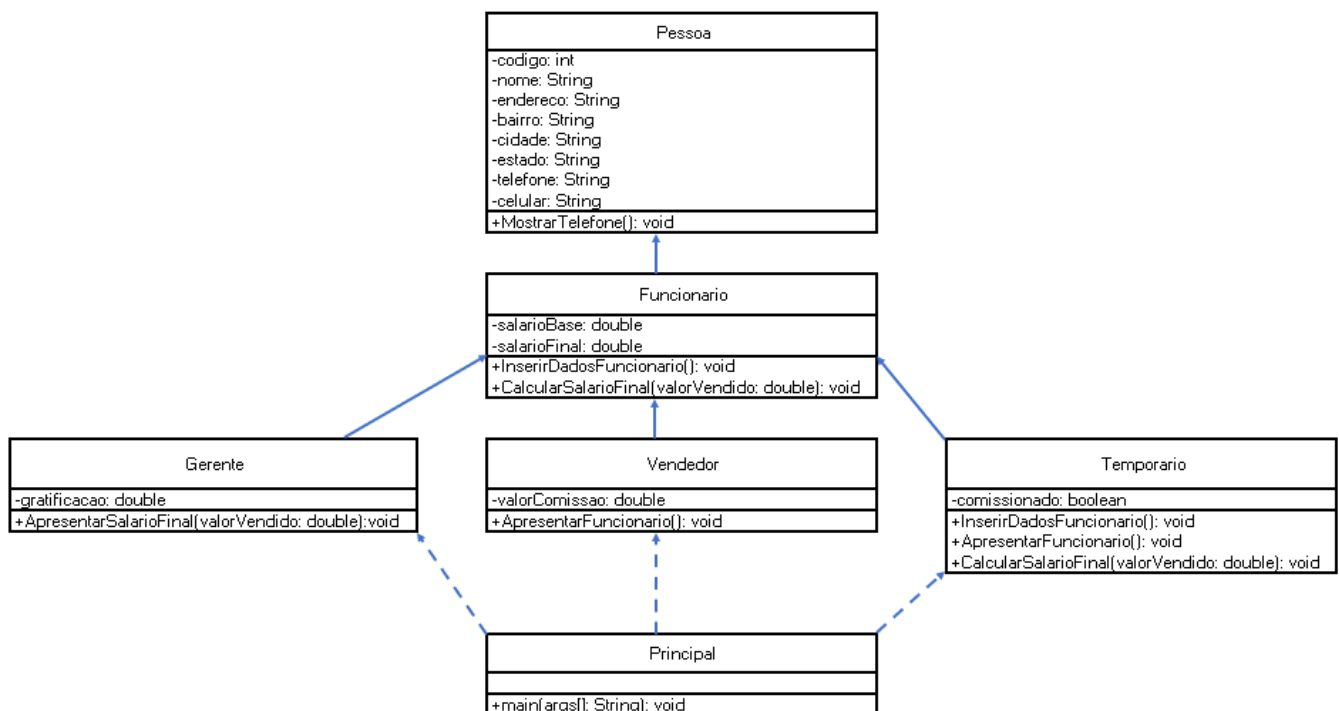 Pessoa
-codigo: int
-nome: String
-endereco: String
-bairro: String
-cidade: String
-estado: String
-telefone: String
-celular: String
+MostrarTelefone(): void
Funcionario
-salarioBase: double
-salarioFinal: double
+InserirDadosFuncionario(): void
+CalcularSalarioFinal(valorVendido: double): void
Gerente
-gratificacao: double
+ApresentarSalarioFinal(valorVendido: double):void
Vendedor
-valorComissao: double
+ApresentarFuncionario(): void
Temporario
-comissionado: boolean
+InserirDadosFuncionario(): void
+ApresentarFuncionario(): void
+CalcularSalarioFinal(valorVendido: double): void
Principal
+main(args[]: String): void